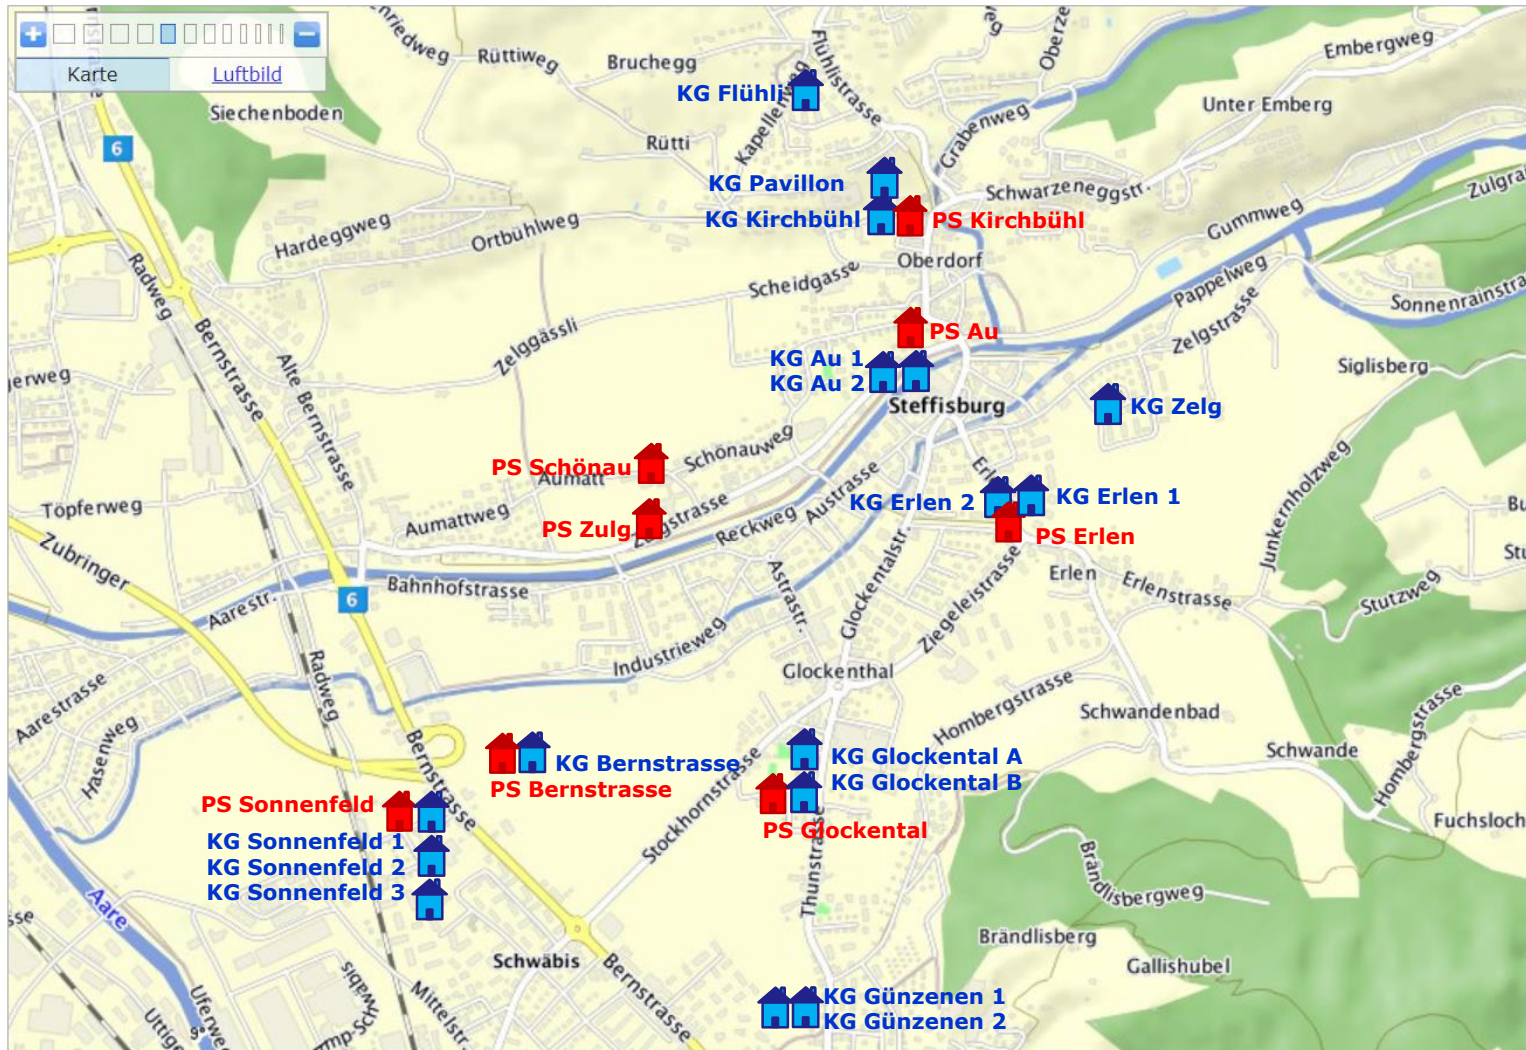 Karte
Luftbild
Rüttiweg
Bruchegg
Flühlistrasse
Embergweg
KG Flühli
Siechenboden
Kapellenweg
Grabenweg
Unter Emberg
6
Rütti
KG Pavillon
Schwarzeneggstr.
KG Kirchbühl
PS Kirchbühl
Hardeggweg
Ortbühlweg
Gummweg
Radweg
Scheidgasse
Oberdorf
Pappelweg
Bernstrasse
Zelggässli
PS Au
Zelgstrasse
Alte Bernstrasse
KG Au 1
KG Au 2
Siglisberg
Steffisburg
KG Zelg
Schönauweg
PS Schönau
Aumatt
Töpferweg
Aumattweg
PS Zulg
Zulgstrasse
Reckweg
Austrasse
KG Erlen 2
KG Erlen 1
PS Erlen
Junkernholzweg
Zubringer
Bahnhofstrasse
6
Aarestr.
Astrastr.
Glockentalstr.
Ziegeleistrasse
Erlen
Erlenstrasse
Stutzweg
Industrieweg
Glockenthal
Radweg
Aarestrasse
Hasenweg
Hombergstrasse
Schwandenbad
Schwande
Hombergstrasse
Bernstrasse
KG Bernstrasse
PS Bernstrasse
KG Glockental A
KG Glockental B
Stockhornstrasse
PS Sonnenfeld
PS Glockental
Fuchsloch
KG Sonnenfeld 1
KG Sonnenfeld 2
KG Sonnenfeld 3
Thunstrasse
Brändlisbergweg
Aare
Brändlisberg
Schwäbis
Bernstrasse
Gallishubel
Mittelstr.
KG Günzenen 1
KG Günzenen 2